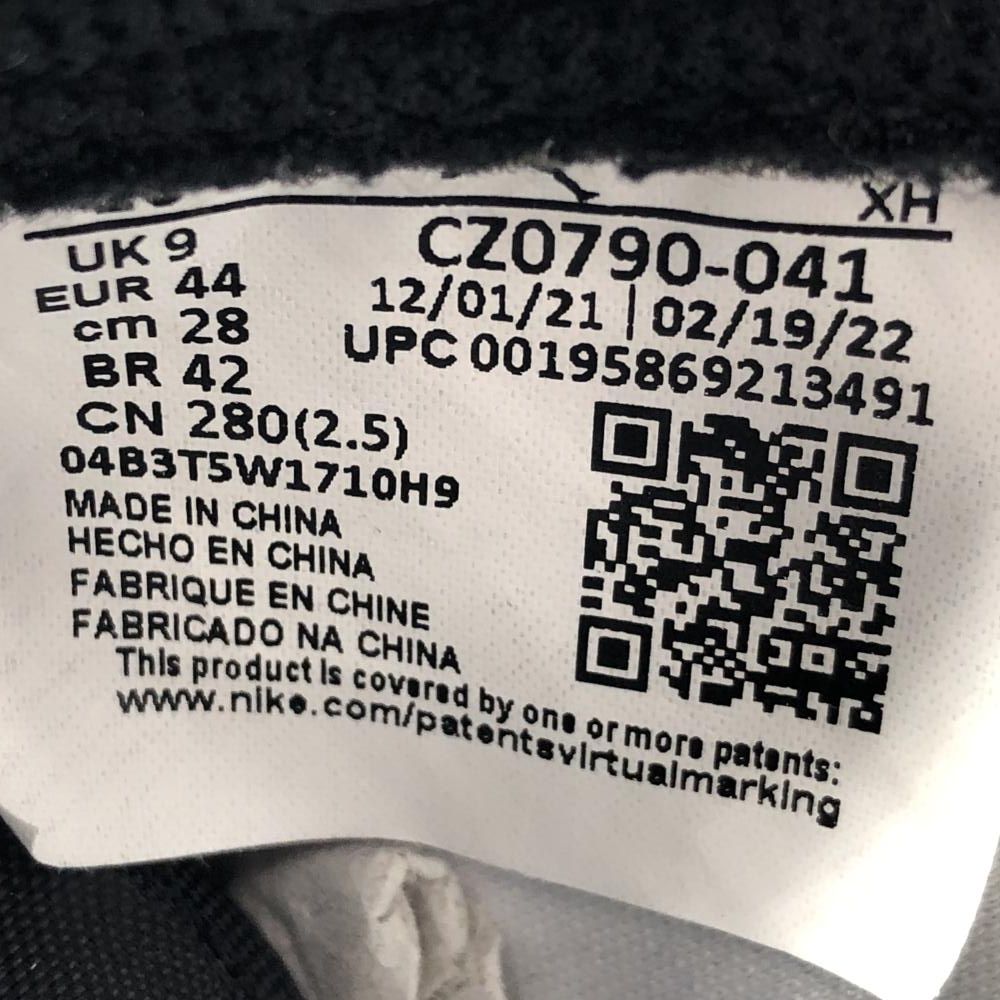 XH
UK 9
EUR 44
cm 28
BR 42
CN 280(2.5)
04B3T5W1710H9
MADE IN CHINA
HECHO EN CHINA
FABRIQUE EN CHINE
FABRICADO NA CHINA
CZ0790-041
12/01/21 | 02/19/22
UPC 00195869213491
This product is covered by one or more patents:
www.nike.com/patentsvirtualmarking